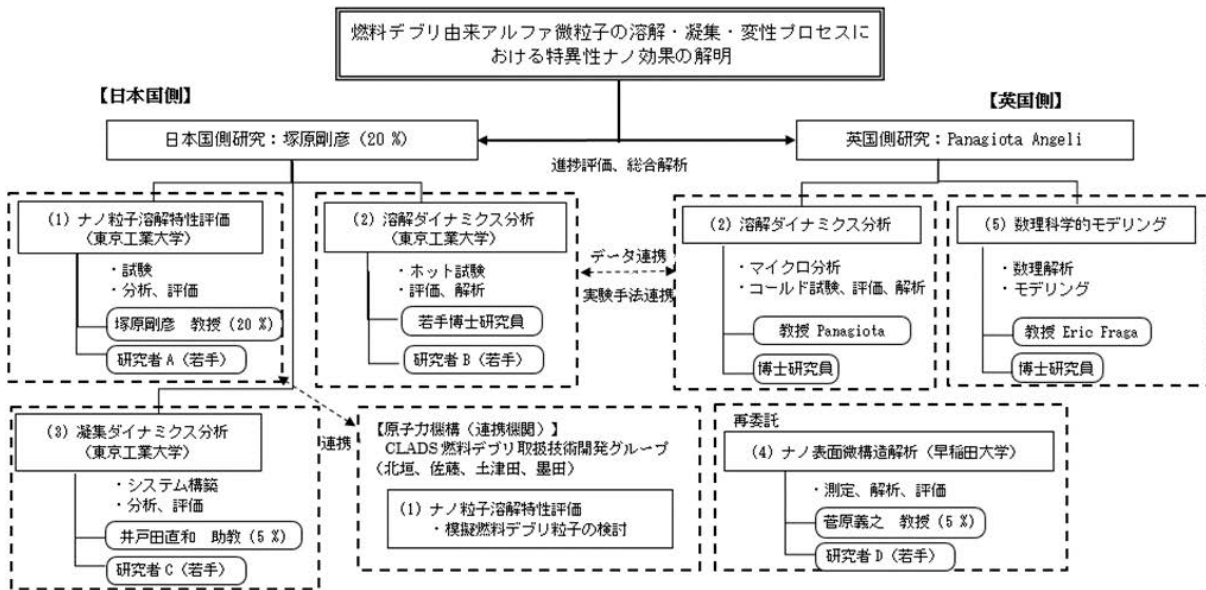 燃料デブリ由来アルファ微粒子の溶解・凝集・変性プロセスに
おける特異性ナノ効果の解明
【日本国側】
【英国側】
日本国側研究：塚原剛彦（20 %）
英国側研究：Panagiota Angeli
進捗評価、総合解析
(1) ナノ粒子溶解特性評価
（東京工業大学）
・試験
・分析、評価
塚原剛彦　教授（20 %）
研究者A（若手）
(2) 溶解ダイナミクス分析
（東京工業大学）
・ホット試験
・評価、解析
若手博士研究員
研究者B（若手）
データ連携
実験手法連携
(2) 溶解ダイナミクス分析
・マイクロ分析
・コールド試験、評価、解析
教授 Panagiota
博士研究員
(5) 数理科学的モデリング
・数理解析
・モデリング
教授 Eric Fraga
博士研究員
(3) 凝集ダイナミクス分析
（東京工業大学）
・システム構築
・分析、評価
井戸田直和　助教（5 %）
研究者C（若手）
連携
【原子力機構（連携機関）】
CLADS 燃料デブリ取扱技術開発グループ
（北垣、佐藤、土津田、墨田）
(1) ナノ粒子溶解特性評価
・模擬燃料デブリ粒子の検討
再委託
(4) ナノ表面微構造解析（早稲田大学）
・測定、解析、評価
菅原義之　教授（5 %）
研究者D（若手）